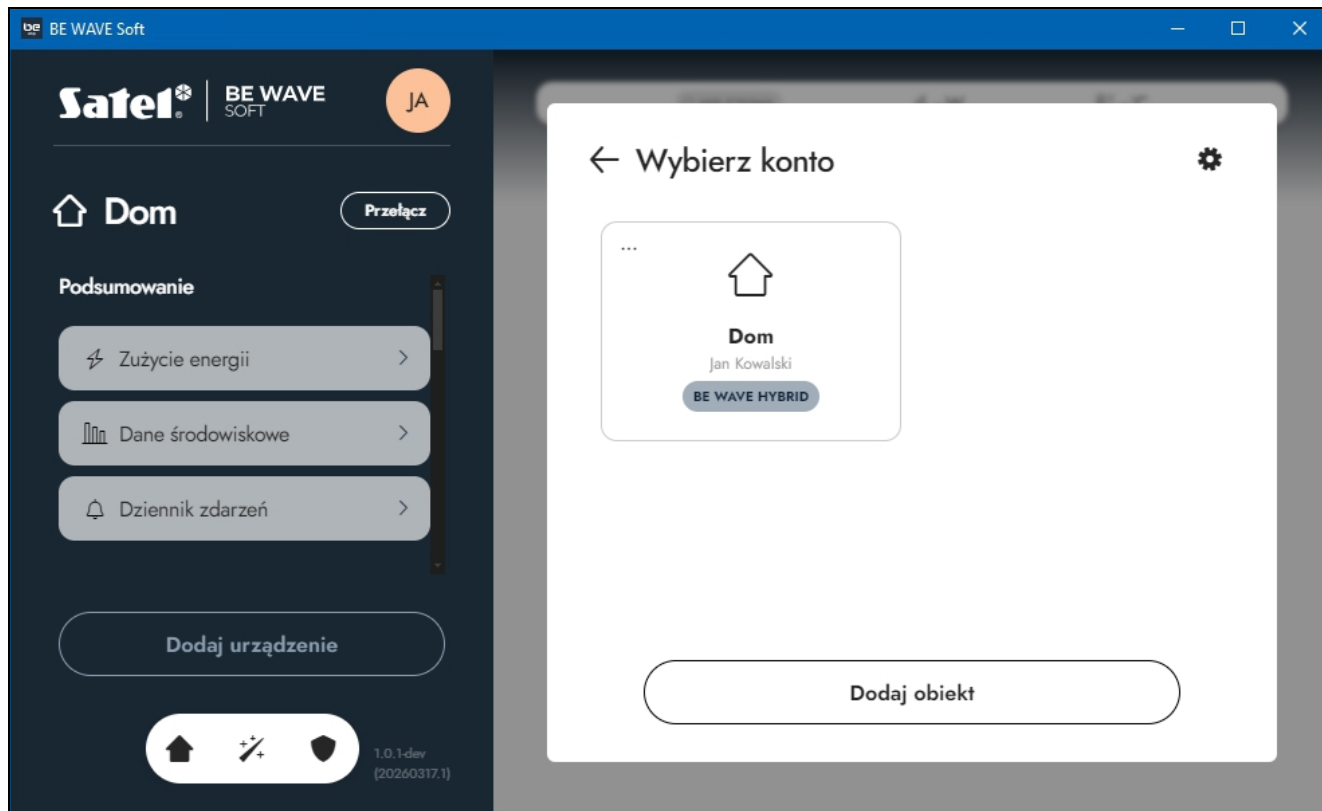 be
BE WAVE Soft
Satel® BE WAVE
SOFT
JA
Dom
Przełącz
Podsumowanie
Zużycie energii
Dane środowiskowe
Dziennik zdarzeń
Dodaj urządzenie
1.0.1-dev
(20260317.1)
Wybierz konto
...
Dom
Jan Kowalski
BE WAVE HYBRID
Dodaj obiekt